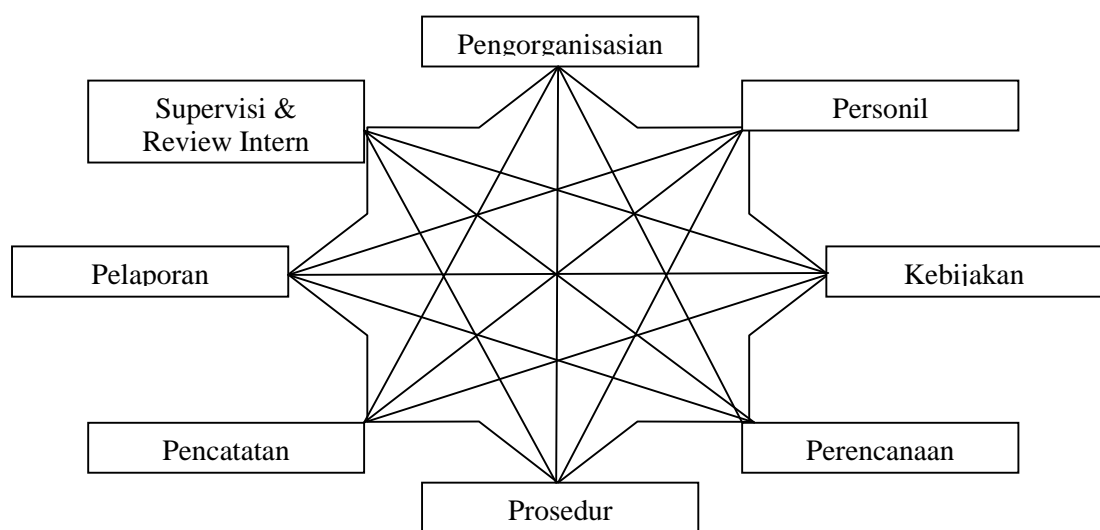 Pengorganisasian
Supervisi &
Review Intern
Personil
Pelaporan
Kebijakan
Pencatatan
Perencanaan
Prosedur